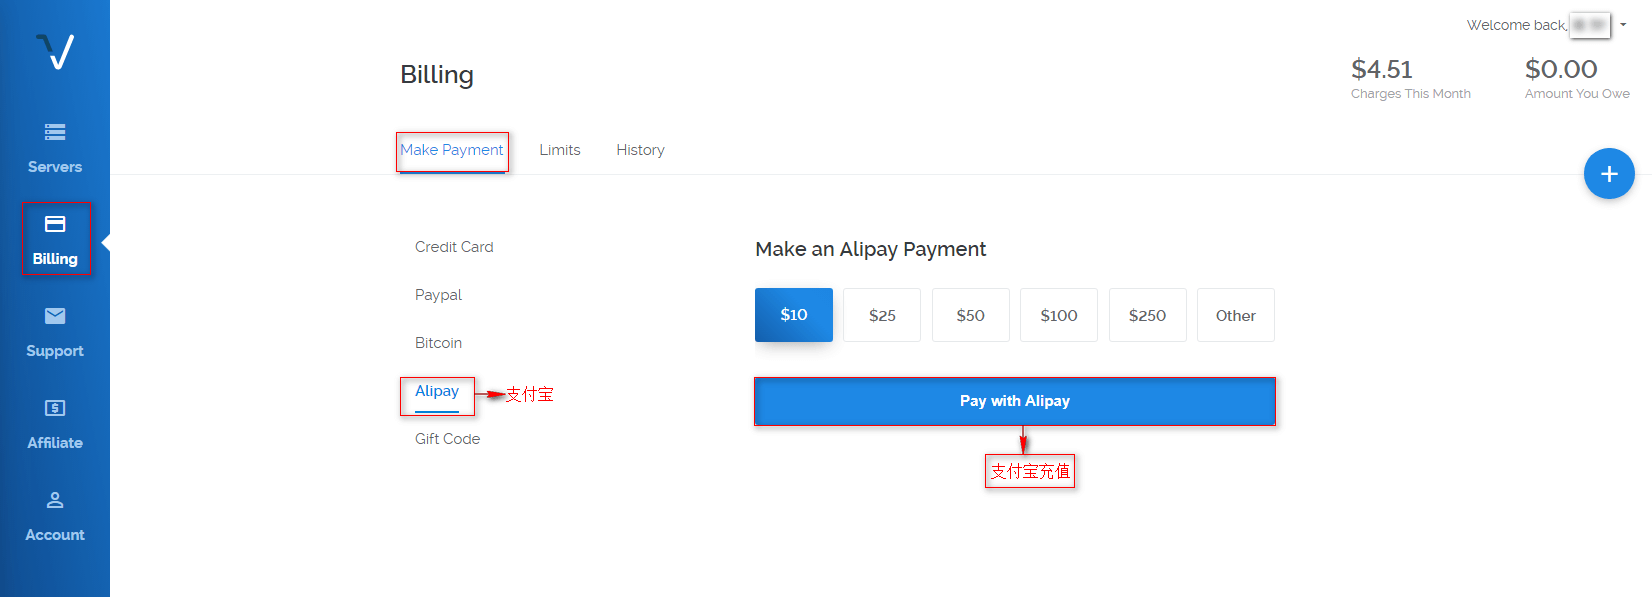 Welcome back,
Billing
$4.51
$0.00
Charges This Month
Amount You Owe
Servers
Billing
Support
Affiliate
Account
Make Payment
Limits
History
Credit Card
Paypal
Bitcoin
Alipay
支付宝
Gift Code
Make an Alipay Payment
$10
$25
$50
$100
$250
Other
Pay with Alipay
支付宝充值